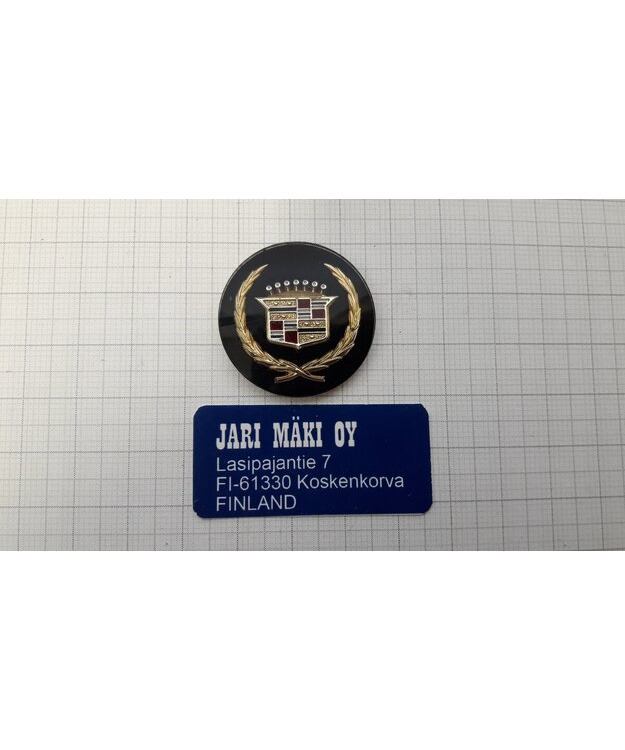 JARI MÄKI OY
Lasipajantie 7
FI-61330 Koskenkorva
FINLAND